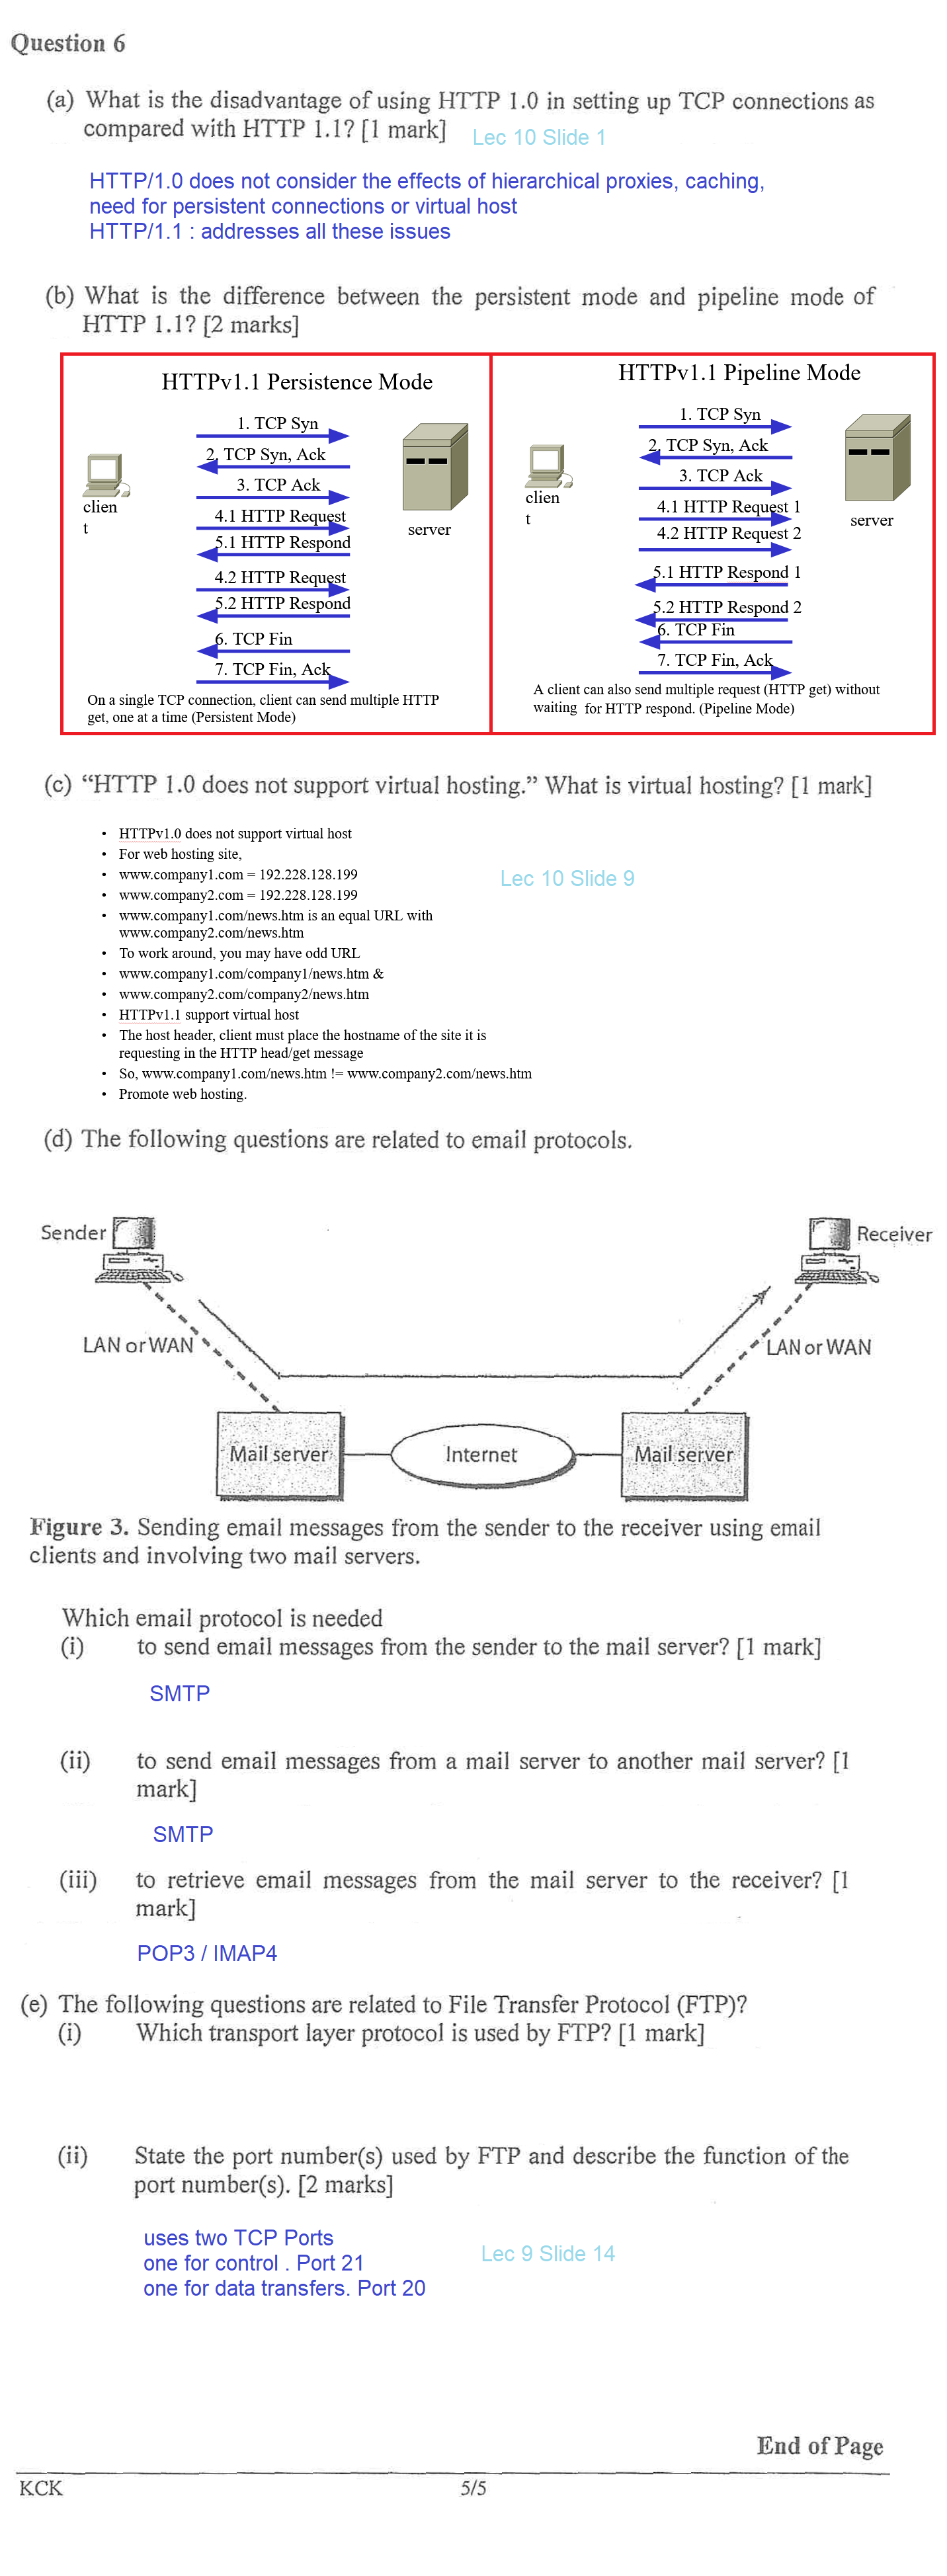 Question 6
(a) What is the disadvantage of using HTTP 1.0 in setting up TCP connections as
compared with HTTP 1.1? [1 mark]
Lec 10 Slide 1
HTTP/1.0 does not consider the effects of hierarchical proxies, caching,
need for persistent connections or virtual host
HTTP/1.1 : addresses all these issues
(b) What is the difference between the persistent mode and pipeline mode of
HTTP 1.1? [2 marks]
HTTPv1.1 Persistence Mode
1. TCP Syn
2. TCP Syn, Ack
3. TCP Ack
4.1 HTTP Request
5.1 HTTP Respond
4.2 HTTP Request
5.2 HTTP Respond
6. TCP Fin
7. TCP Fin, Ack
clien
t
server
On a single TCP connection, client can send multiple HTTP
get, one at a time (Persistent Mode)
HTTPv1.1 Pipeline Mode
1. TCP Syn
2. TCP Syn, Ack
3. TCP Ack
4.1 HTTP Request 1
4.2 HTTP Request 2
5.1 HTTP Respond 1
5.2 HTTP Respond 2
6. TCP Fin
7. TCP Fin, Ack
clien
t
server
A client can also send multiple request (HTTP get) without
waiting for HTTP respond. (Pipeline Mode)
(c) “HTTP 1.0 does not support virtual hosting.” What is virtual hosting? [1 mark]
• HTTPv1.0 does not support virtual host
• For web hosting site,
• www.company1.com = 192.228.128.199
• www.company2.com = 192.228.128.199
• www.company1.com/news.htm is an equal URL with
www.company2.com/news.htm
• To work around, you may have odd URL
• www.company1.com/company1/news.htm &
• www.company2.com/company2/news.htm
• HTTPv1.1 support virtual host
• The host header, client must place the hostname of the site it is
requesting in the HTTP head/get message
• So, www.company1.com/news.htm != www.company2.com/news.htm
• Promote web hosting.
Lec 10 Slide 9
(d) The following questions are related to email protocols.
Sender
Receiver
LAN or WAN
LAN or WAN
Mail server
Internet
Mail server
Figure 3. Sending email messages from the sender to the receiver using email
clients and involving two mail servers.
Which email protocol is needed
(i) to send email messages from the sender to the mail server? [1 mark]
SMTP
(ii) to send email messages from a mail server to another mail server? [1
mark]
SMTP
(iii) to retrieve email messages from the mail server to the receiver? [1
mark]
POP3 / IMAP4
(e) The following questions are related to File Transfer Protocol (FTP)?
(i) Which transport layer protocol is used by FTP? [1 mark]
(ii) State the port number(s) used by FTP and describe the function of the
port number(s). [2 marks]
uses two TCP Ports
one for control . Port 21
one for data transfers. Port 20
Lec 9 Slide 14
End of Page
KCK
5/5